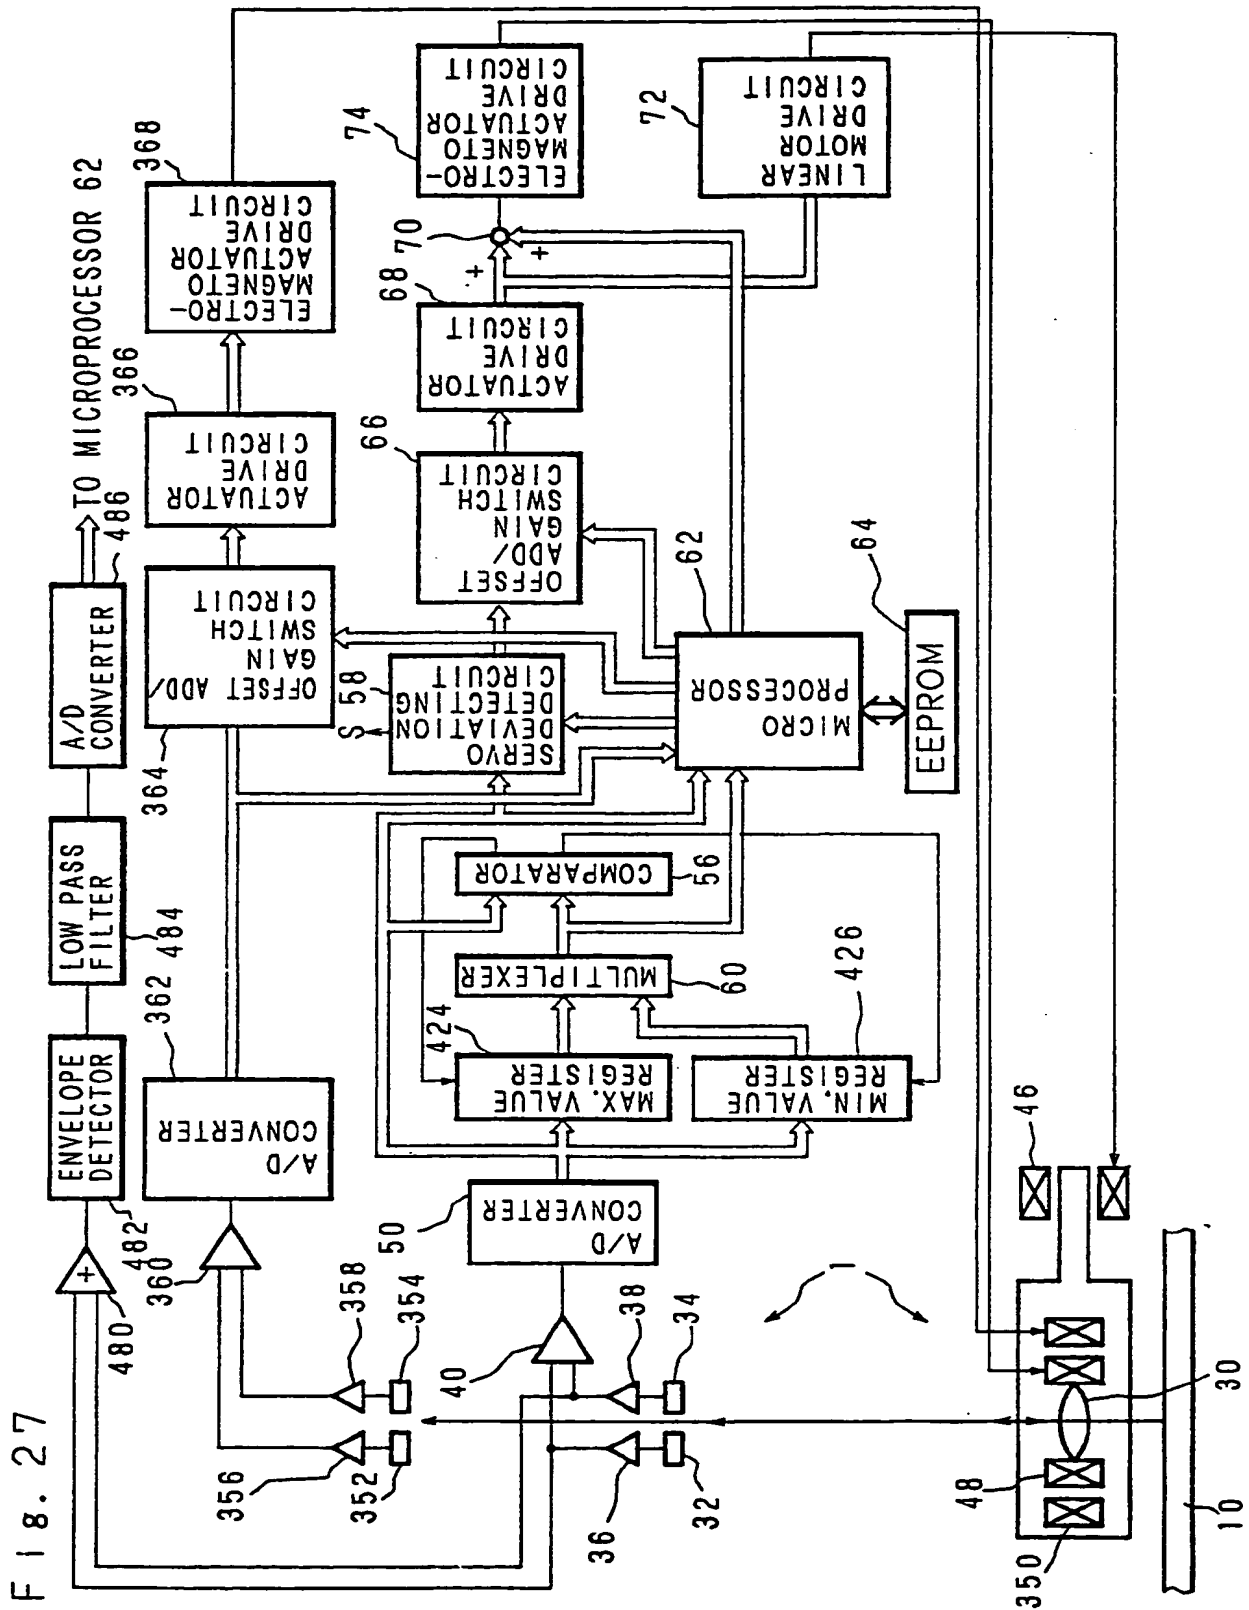 Fig. 27
480
482
ENVELOPE
DETECTOR
484
LOW PASS
FILTER
A/D
CONVERTER
486
TO MICROPROCESSOR 62
356
352
358
354
360
362
A/D
CONVERTER
364
OFFSET ADD/
GAIN
SWITCH
CIRCUIT
366
ACTUATOR
DRIVE
CIRCUIT
368
ELECTRO-
MAGNETO
ACTUATOR
DRIVE
CIRCUIT
36
32
38
34
40
50
A/D
CONVERTER
424
MAX. VALUE
REGISTER
MIN. VALUE
REGISTER
426
MULTIPLEXER
60
COMPARATOR
56
S
58
SERVO
DEVIATION
DETECTING
CIRCUIT
66
OFFSET
ADD/
GAIN
SWITCH
CIRCUIT
68
ACTUATOR
DRIVE
CIRCUIT
+
+
70
74
ELECTRO-
MAGNETO
ACTUATOR
DRIVE
CIRCUIT
72
LINEAR
MOTOR
DRIVE
CIRCUIT
62
MICRO
PROCESSOR
64
EEPROM
46
48
350
30
10
+